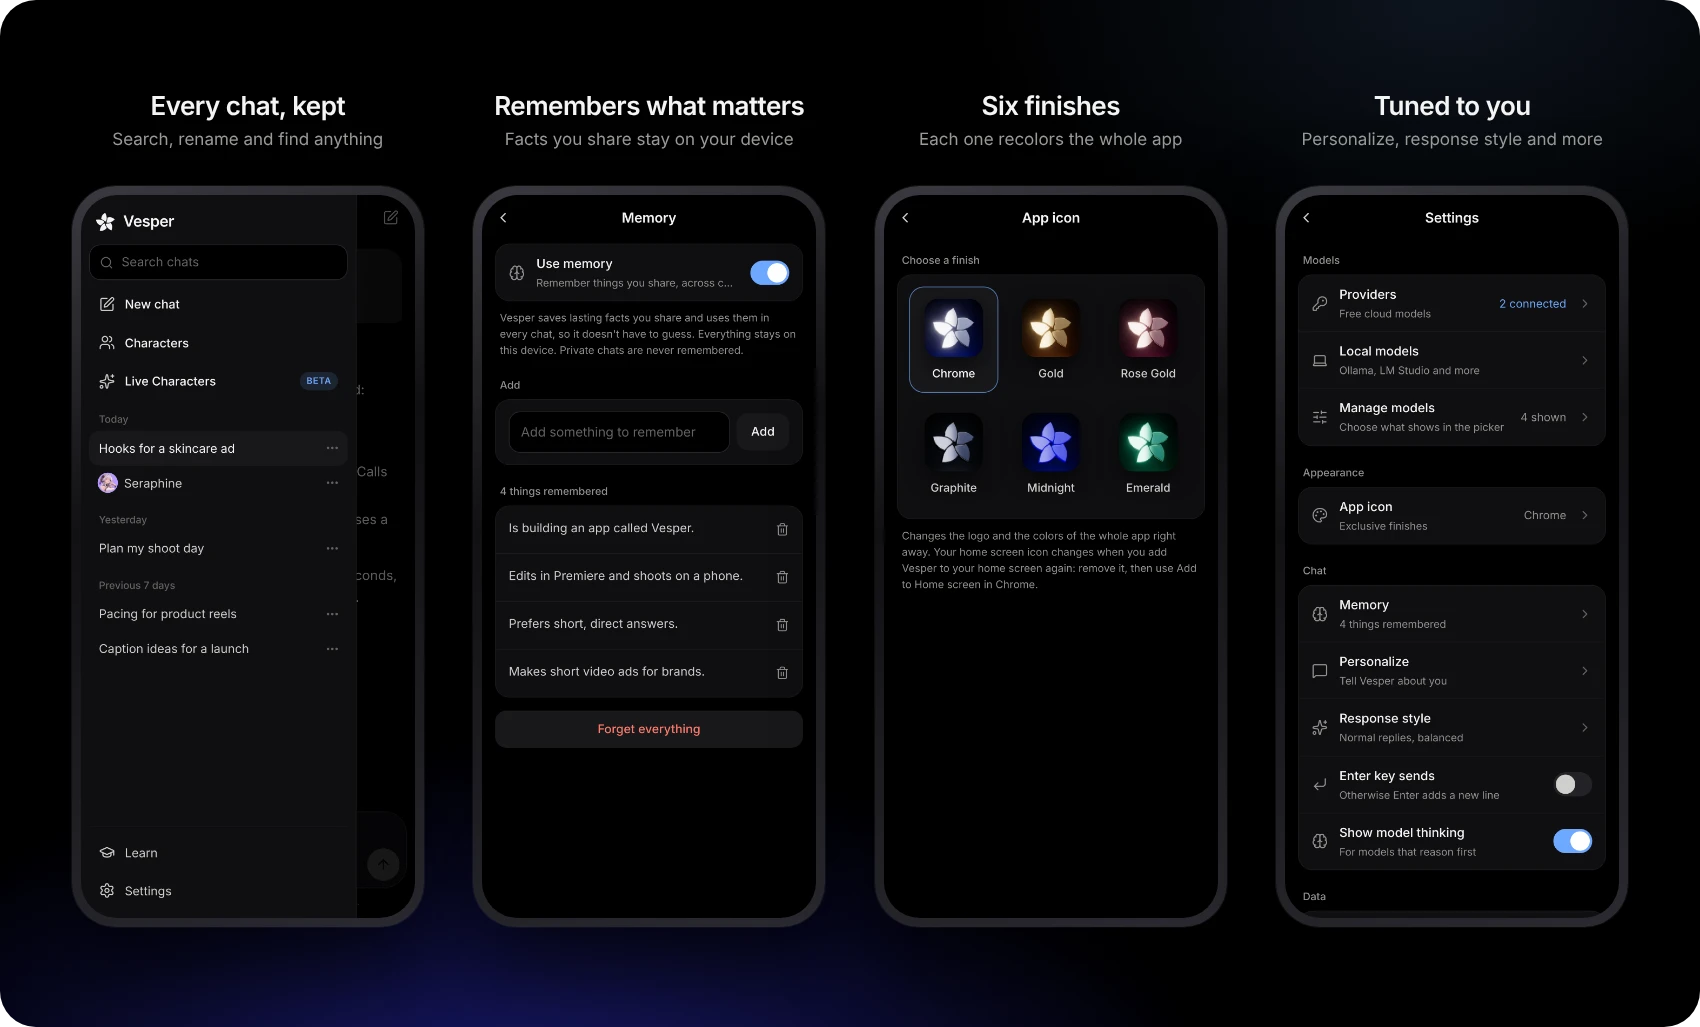 Every chat, kept
Search, rename and find anything
Vesper
Search chats
New chat
Characters
Live Characters
BETA
Today
Hooks for a skincare ad
Seraphine
Yesterday
Plan my shoot day
Previous 7 days
Pacing for product reels
Caption ideas for a launch
Learn
Settings
d:
Calls
ses a
conds,
Remembers what matters
Facts you share stay on your device
Memory
Use memory
Remember things you share, across c...
Vesper saves lasting facts you share and uses them in
every chat, so it doesn't have to guess. Everything stays on
this device. Private chats are never remembered.
Add
Add something to remember
Add
4 things remembered
Is building an app called Vesper.
Edits in Premiere and shoots on a phone.
Prefers short, direct answers.
Makes short video ads for brands.
Forget everything
Six finishes
Each one recolors the whole app
App icon
Choose a finish
Chrome
Gold
Rose Gold
Graphite
Midnight
Emerald
Changes the logo and the colors of the whole app right
away. Your home screen icon changes when you add
Vesper to your home screen again: remove it, then use Add
to Home screen in Chrome.
Tuned to you
Personalize, response style and more
Settings
Models
Providers
Free cloud models
2 connected
Local models
Ollama, LM Studio and more
Manage models
Choose what shows in the picker
4 shown
Appearance
App icon
Exclusive finishes
Chrome
Chat
Memory
4 things remembered
Personalize
Tell Vesper about you
Response style
Normal replies, balanced
Enter key sends
Otherwise Enter adds a new line
Show model thinking
For models that reason first
Data